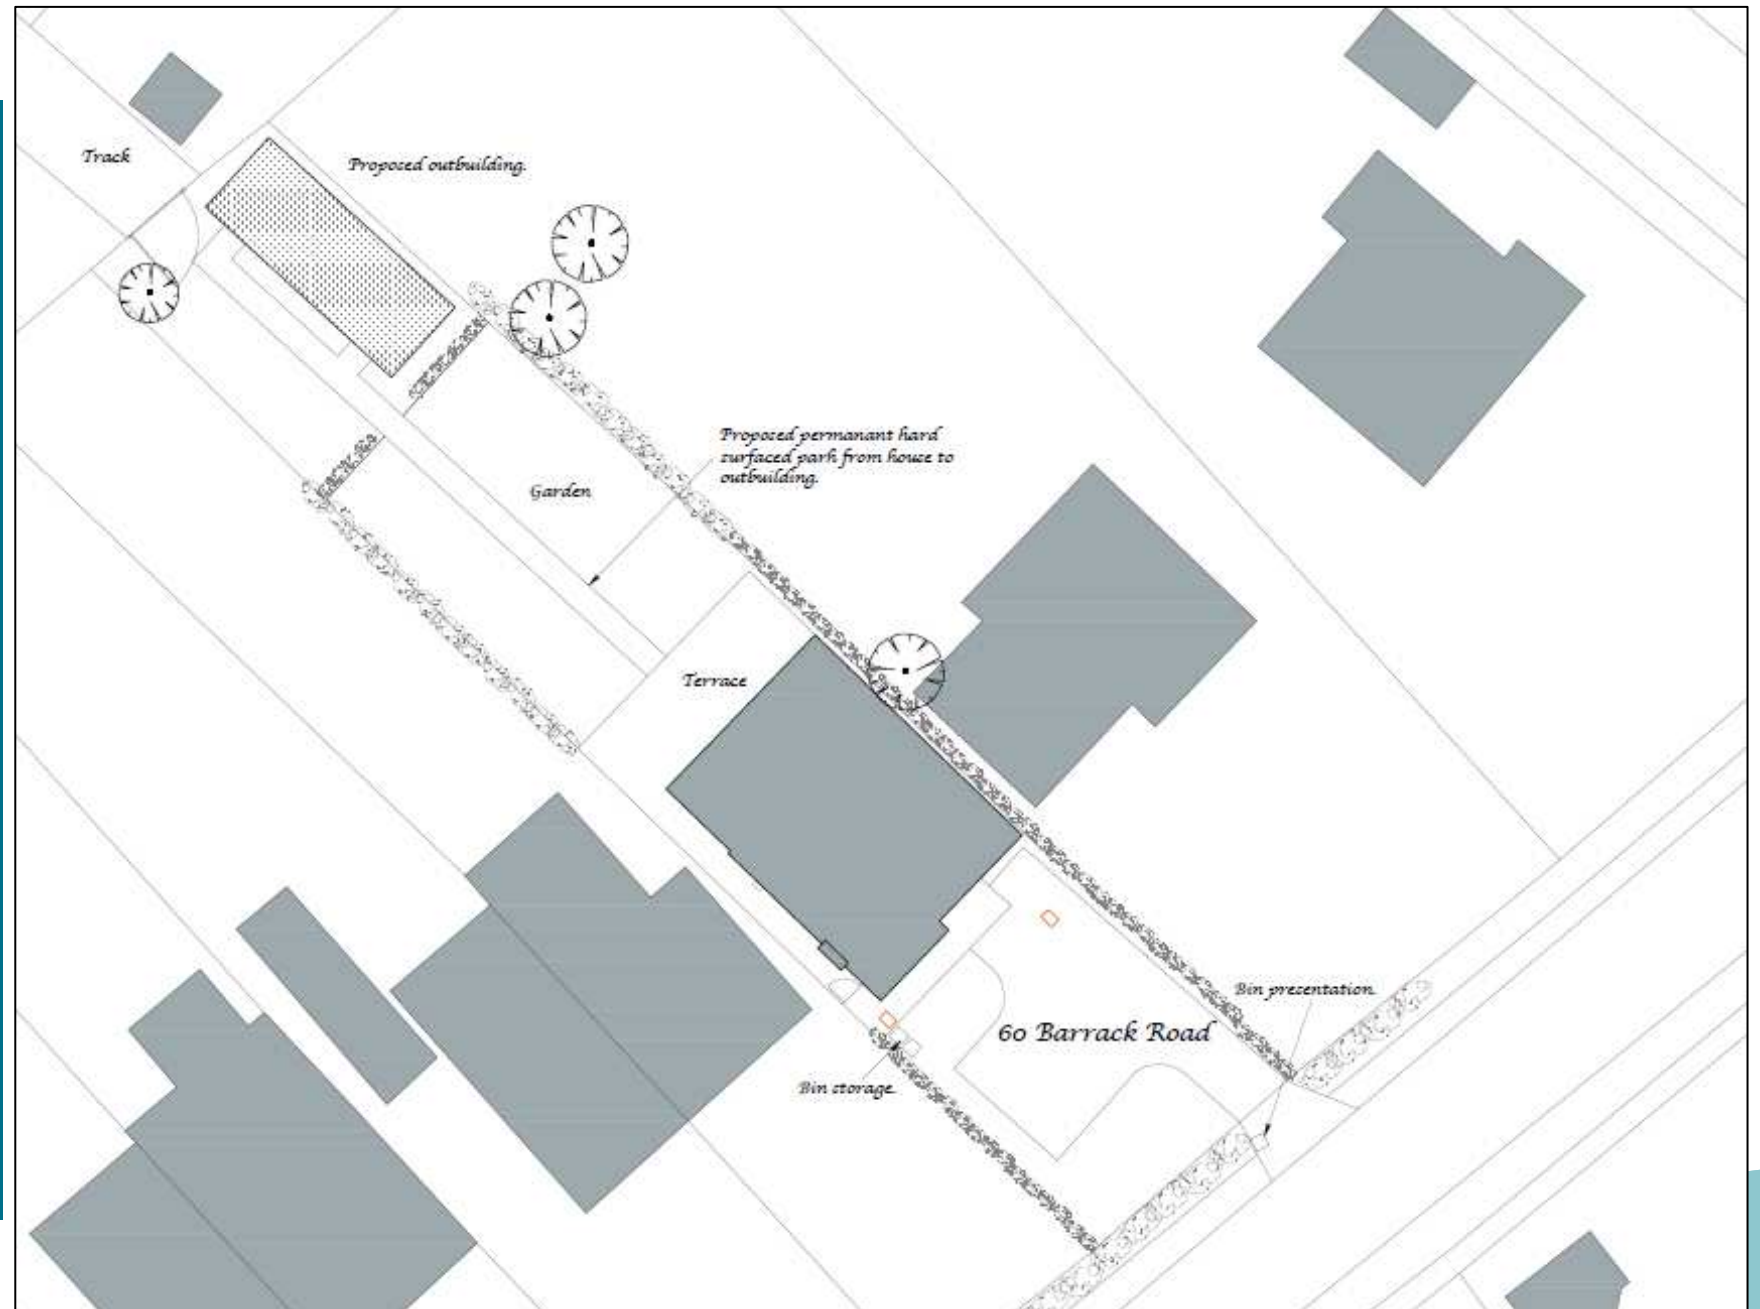 Track
Proposed outbuilding.
Proposed permanant hard
surfaced parh from house to
outbuilding.
Garden
Terrace
Bin presentation.
60 Barrack Road
Bin storage.